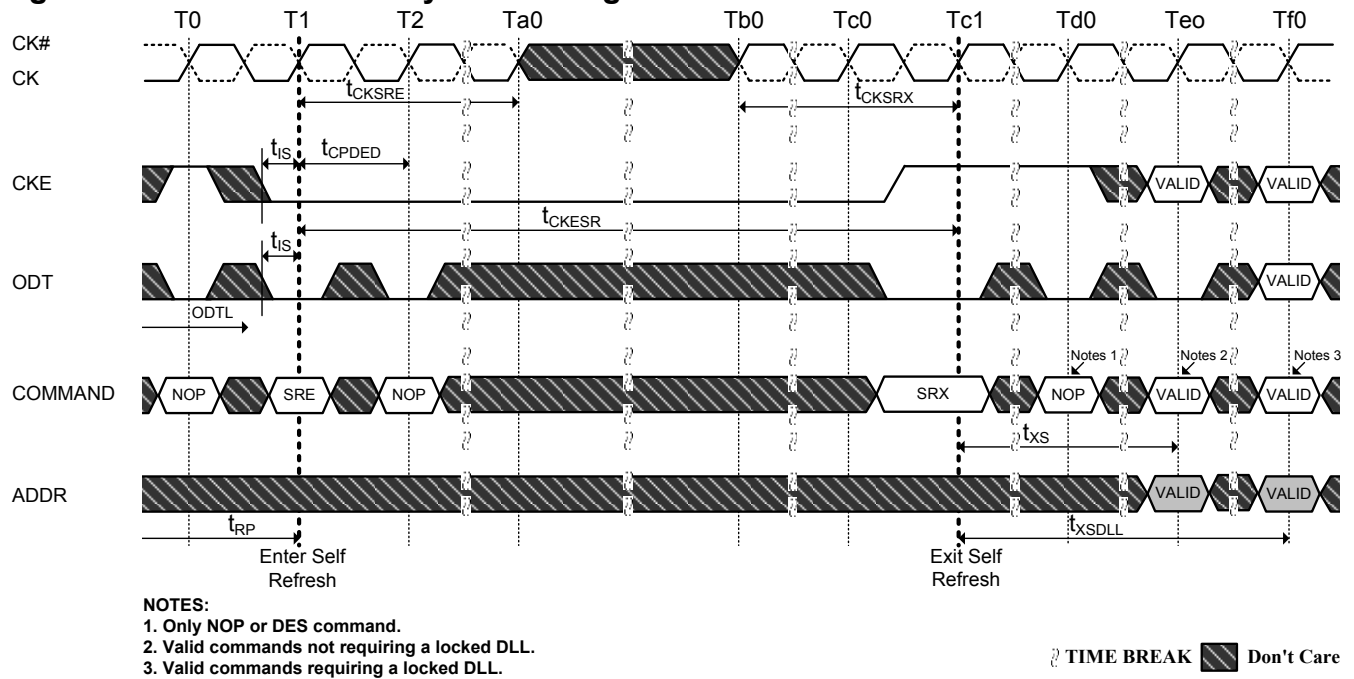 T0 T1 T2 Ta0 Tb0 Tc0 Tc1 Td0 Teo Tf0
CK#
CK
tCKSRE tCKSRX
tIS tCPDED
CKE VALID VALID
tCKESR
tIS
ODT VALID
ODTL
Notes 1 Notes 2 Notes 3
COMMAND NOP SRE NOP SRX NOP VALID VALID
tXS
ADDR VALID VALID
tRP tXSDLL
Enter Self Exit Self
Refresh Refresh
NOTES:
1. Only NOP or DES command.
2. Valid commands not requiring a locked DLL.
3. Valid commands requiring a locked DLL.
TIME BREAK Don't Care